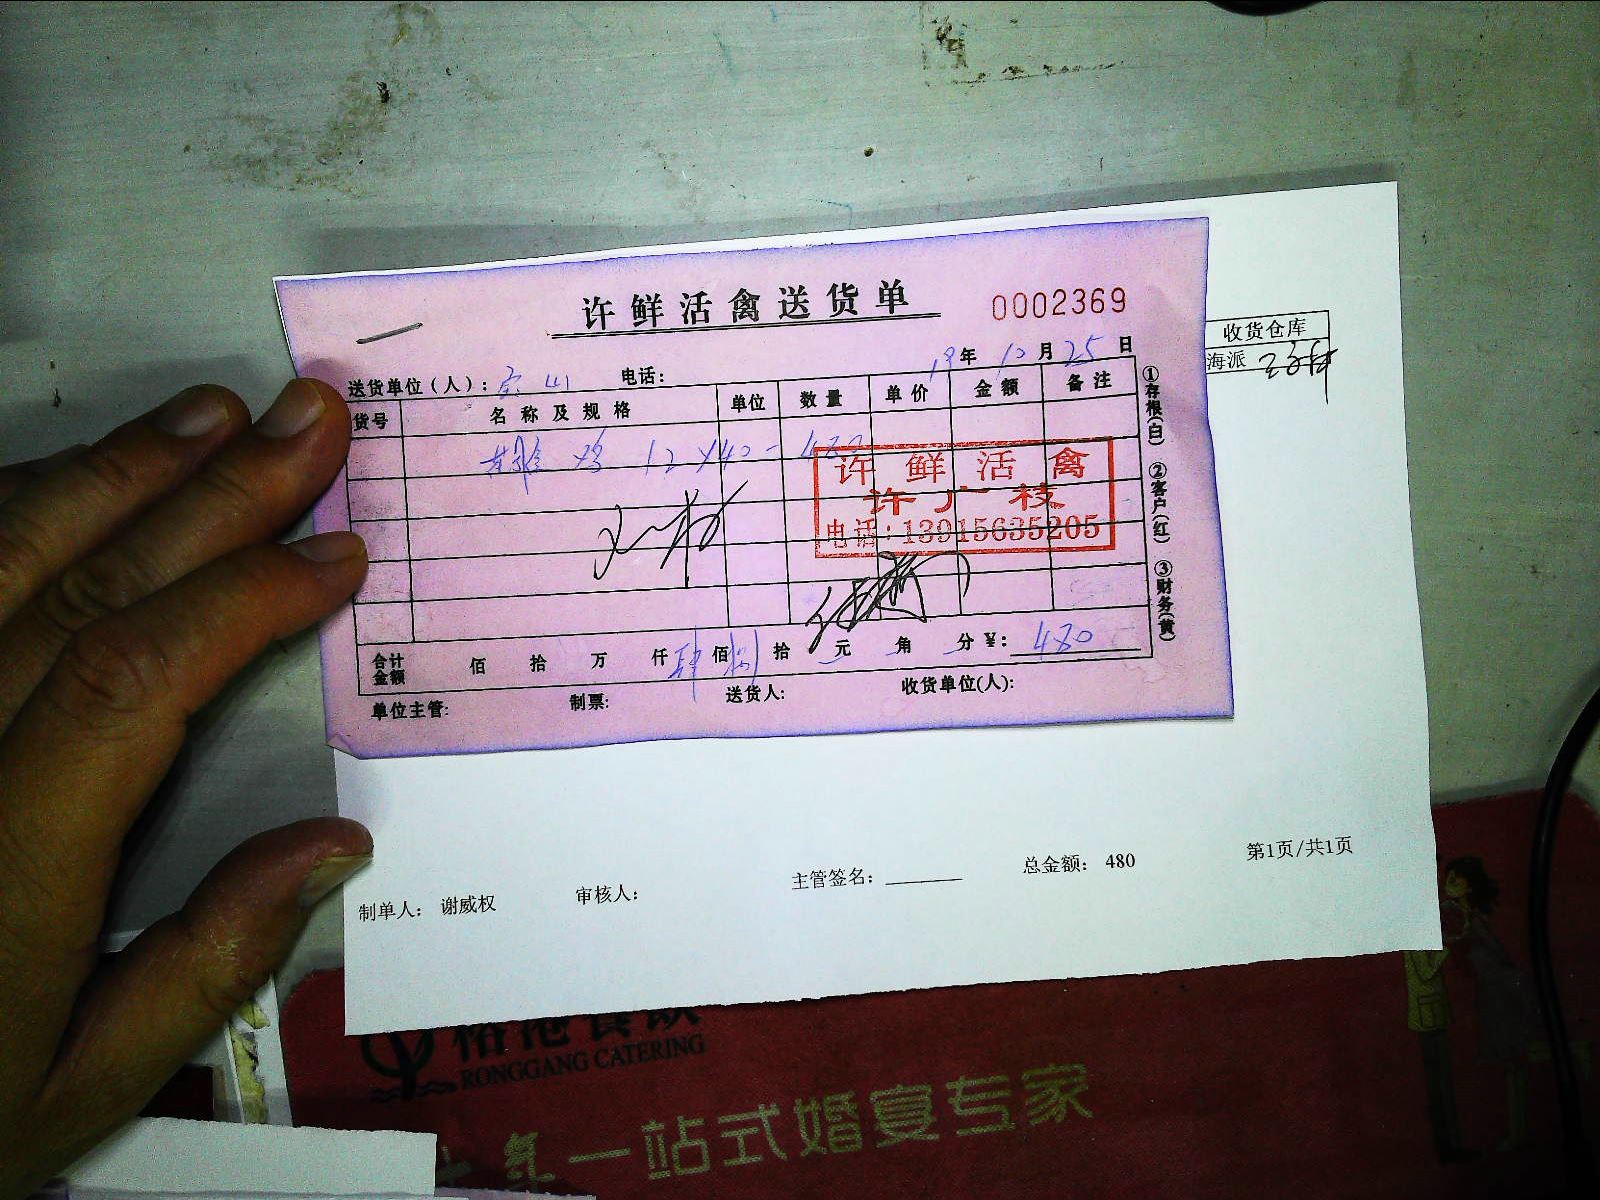 许鲜活禽送货单
0002369
收货仓库
海派
19年 10月25日
送货单位（人）： 电话：
货号 名称及规格 单位 数量 单价 金额 备注
鸡 12×40=480
许鲜活禽
许广枝
电话：13915635205
①存根(白) ②客户(红) ③财务(黄)
合计金额 佰 拾 万 仟 肆佰捌拾 元 角 分 ¥：480
单位主管： 制票： 送货人： 收货单位(人)：
制单人： 谢威权 审核人： 主管签名： 总金额： 480 第1页/共1页
RONGGANG CATERING
一站式婚宴专家